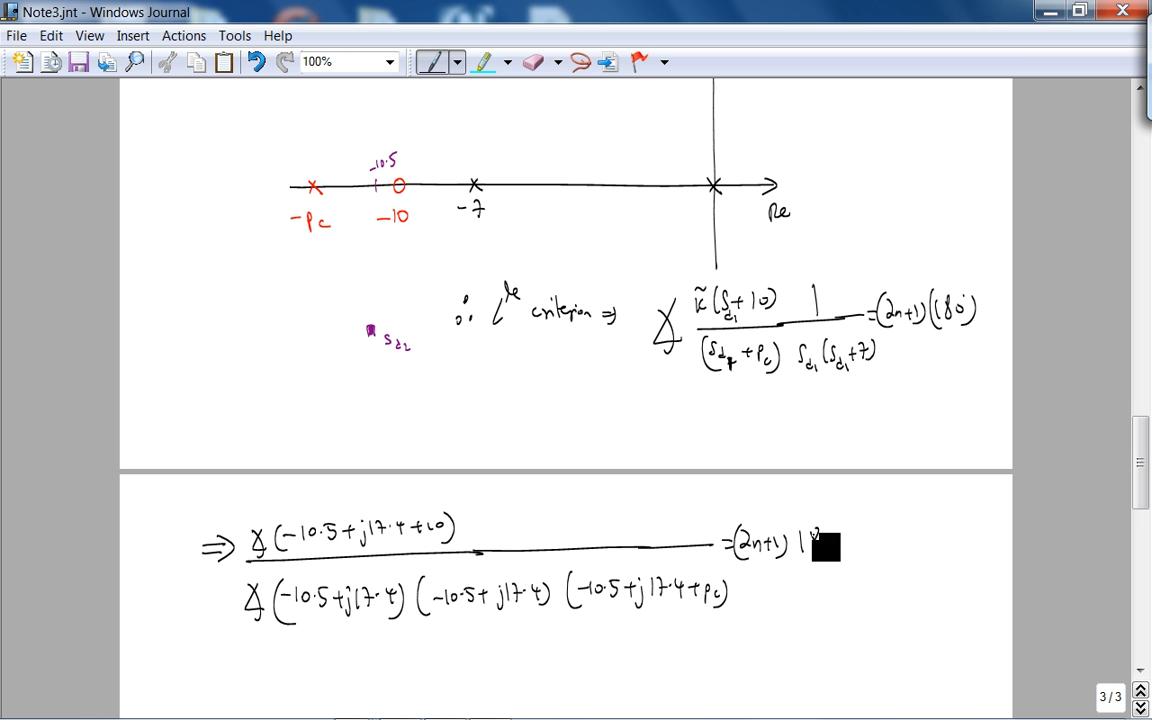 Note3.jnt - Windows Journal
File Edit View Insert Actions Tools Help
100%
-10.5
-Pc -10 -7 Re
Sd2
∴ ∠le criterion ⇒ ∡ K̃(Sd1+10) 1 =(2n+1)(180°)
(Sd1+Pc) Sd1(Sd1+7)
⇒ ∡(-10.5+j17.4+10) =(2n+1) 18
∡(-10.5+j17.4)(-10.5+j17.4)(-10.5+j17.4+Pc)
3 / 3